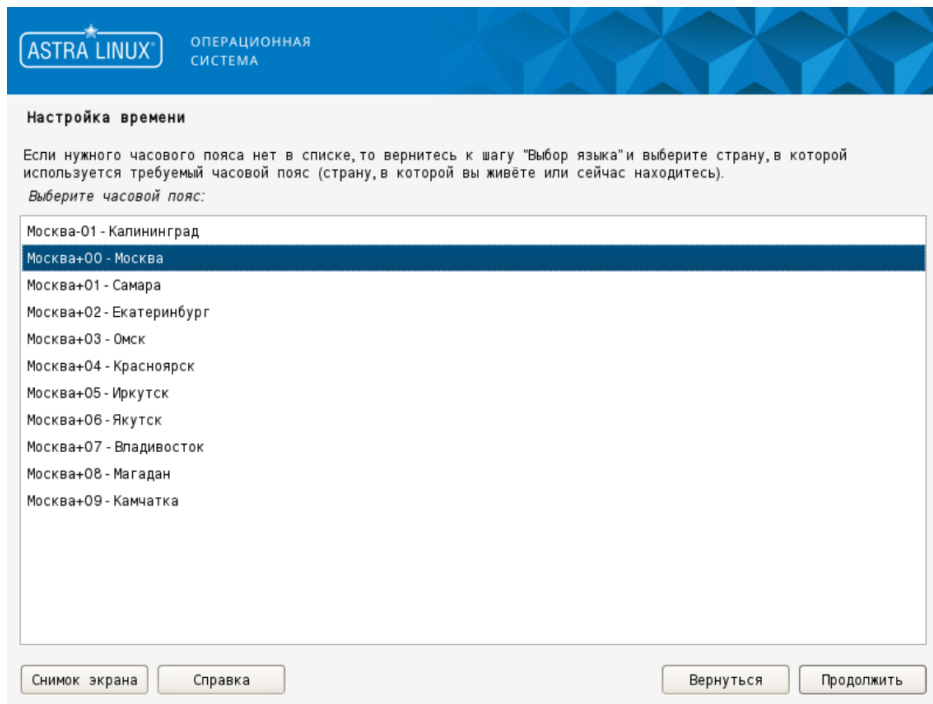 ASTRA LINUX®
ОПЕРАЦИОННАЯ
СИСТЕМА
Настройка времени
Если нужного часового пояса нет в списке, то вернитесь к шагу "Выбор языка" и выберите страну, в которой
используется требуемый часовой пояс (страну, в которой вы живёте или сейчас находитесь).
Выберите часовой пояс:
Москва-01 - Калининград
Москва+00 - Москва
Москва+01 - Самара
Москва+02 - Екатеринбург
Москва+03 - Омск
Москва+04 - Красноярск
Москва+05 - Иркутск
Москва+06 - Якутск
Москва+07 - Владивосток
Москва+08 - Магадан
Москва+09 - Камчатка
Снимок экрана
Справка
Вернуться
Продолжить